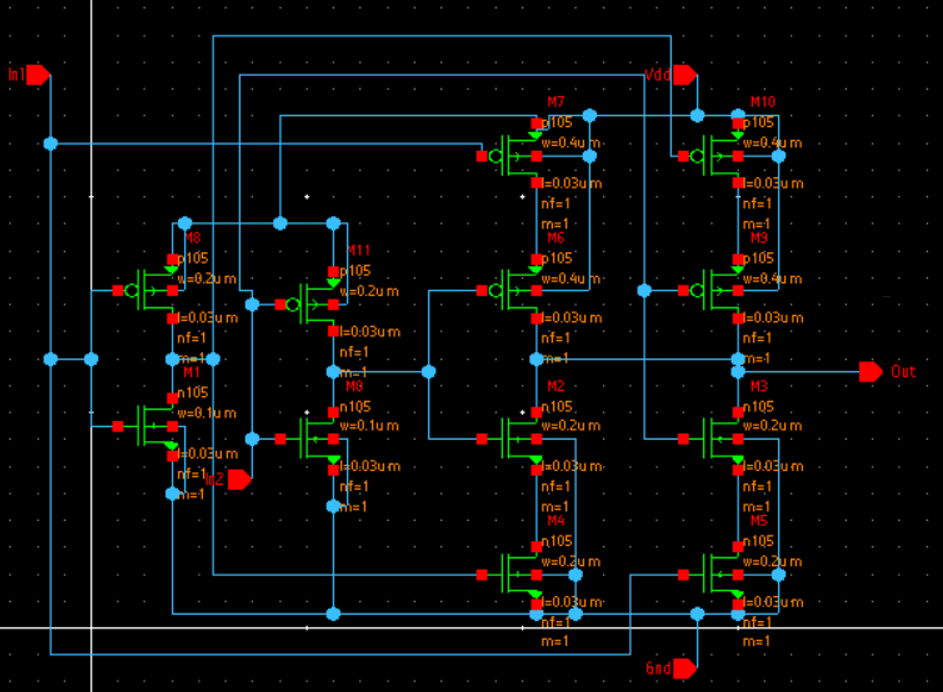 In1
Vdd
M7
M10
p105
w=0.4um
l=0.03um
nf=1
m=1
p105
w=0.4um
l=0.03um
nf=1
m=1
M8
p105
w=0.2um
l=0.03um
nf=1
m=1
M11
p105
w=0.2um
l=0.03um
nf=1
m=1
M6
p105
w=0.4um
l=0.03um
nf=1
m=1
M9
p105
w=0.4um
l=0.03um
nf=1
m=1
Out
M1
n105
w=0.1um
l=0.03um
nf=1
m=1
In2
M0
n105
w=0.1um
l=0.03um
nf=1
m=1
M2
n105
w=0.2um
l=0.03um
nf=1
m=1
M3
n105
w=0.2um
l=0.03um
nf=1
m=1
M4
n105
w=0.2um
l=0.03um
nf=1
m=1
M5
n105
w=0.2um
l=0.03um
nf=1
m=1
Gnd